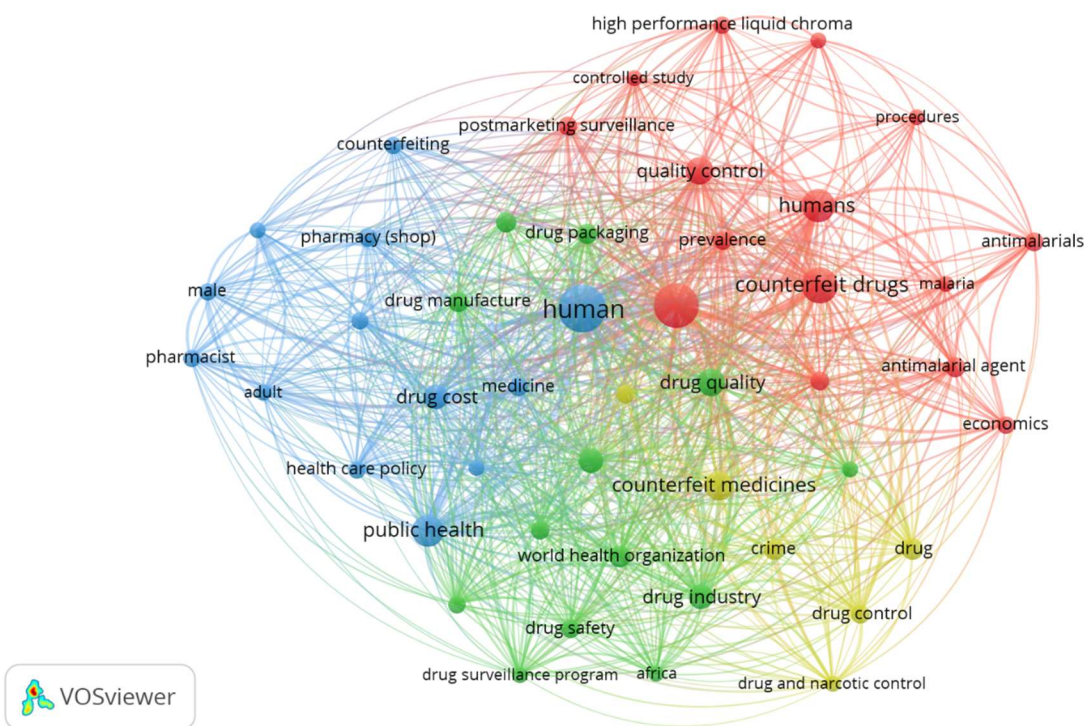 high performance liquid chroma
controlled study
procedures
postmarketing surveillance
counterfeiting
quality control
humans
pharmacy (shop)
drug packaging
prevalence
antimalarials
male
drug manufacture
human
counterfeit drugs
malaria
pharmacist
antimalarial agent
adult
drug cost
medicine
drug quality
economics
health care policy
counterfeit medicines
public health
world health organization
crime
drug
drug industry
drug control
drug safety
drug surveillance program
africa
drug and narcotic control
VOSviewer